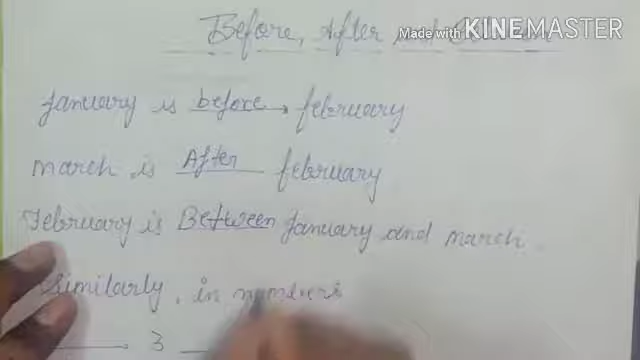 Before, After and
Made with KINEMASTER
January is before february
march is After february
February is Between January and march.
Similarly, in numbers
3